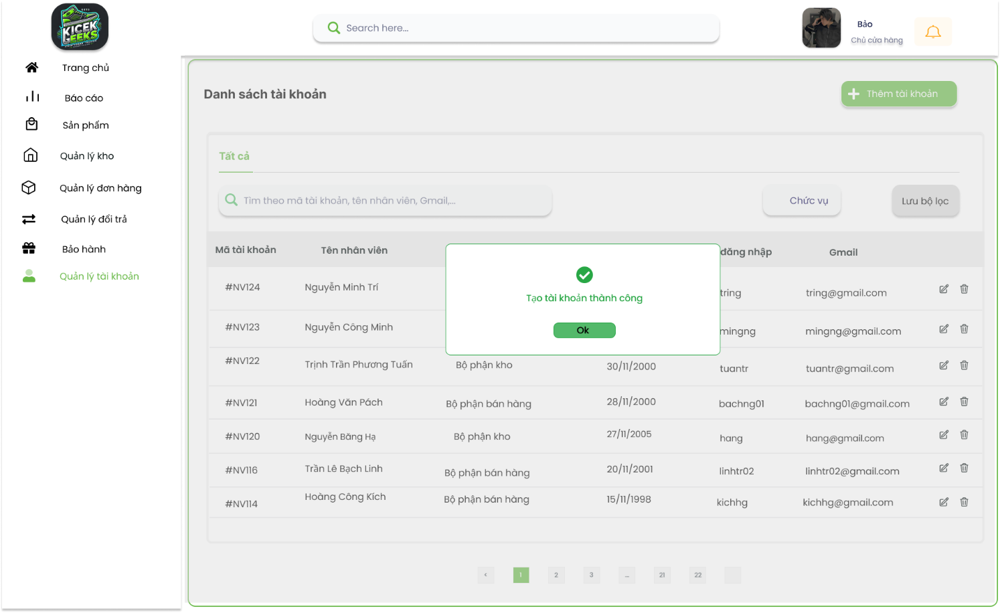 KICEK
GEEKS
Search here...
Bảo
Chủ cửa hàng
Trang chủ
Báo cáo
Sản phẩm
Quản lý kho
Quản lý đơn hàng
Quản lý đổi trả
Bảo hành
Quản lý tài khoản
Danh sách tài khoản
Thêm tài khoản
Tất cả
Tìm theo mã tài khoản, tên nhân viên, Gmail,...
Chức vụ
Lưu bộ lọc
Mã tài khoản Tên nhân viên đăng nhập Gmail
#NV124 Nguyễn Minh Trí tring tring@gmail.com
#NV123 Nguyễn Công Minh mingng mingng@gmail.com
Tạo tài khoản thành công
Ok
#NV122 Trịnh Trần Phương Tuấn Bộ phận kho 30/11/2000 tuantr tuantr@gmail.com
#NV121 Hoàng Văn Pách Bộ phận bán hàng 28/11/2000 bachng01 bachng01@gmail.com
#NV120 Nguyễn Băng Hạ Bộ phận kho 27/11/2005 hang hang@gmail.com
#NV116 Trần Lê Bạch Linh Bộ phận bán hàng 20/11/2001 linhtr02 linhtr02@gmail.com
#NV114 Hoàng Công Kích Bộ phận bán hàng 15/11/1998 kichhg kichhg@gmail.com
< 1 2 3 ... 21 22